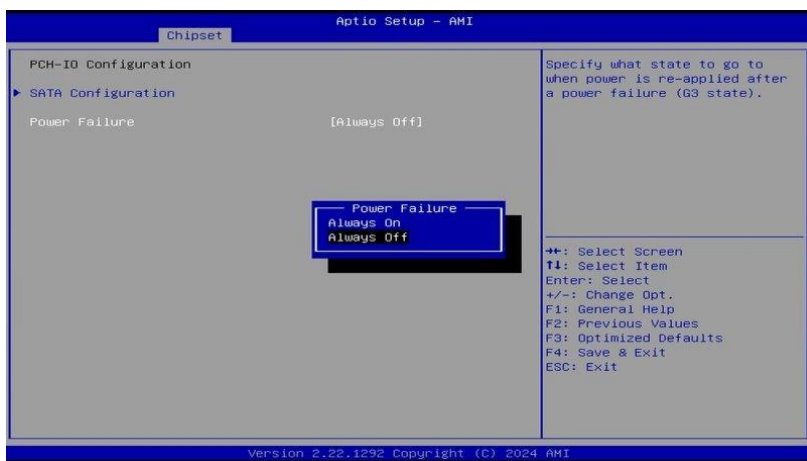 Aptio Setup - AMI
Chipset
PCH-IO Configuration
SATA Configuration
Power Failure [Always Off]
Power Failure
Always On
Always Off
Specify what state to go to
when power is re-applied after
a power failure (G3 state).
→←: Select Screen
↑↓: Select Item
Enter: Select
+/-: Change Opt.
F1: General Help
F2: Previous Values
F3: Optimized Defaults
F4: Save & Exit
ESC: Exit
Version 2.22.1292 Copyright (C) 2024 AMI